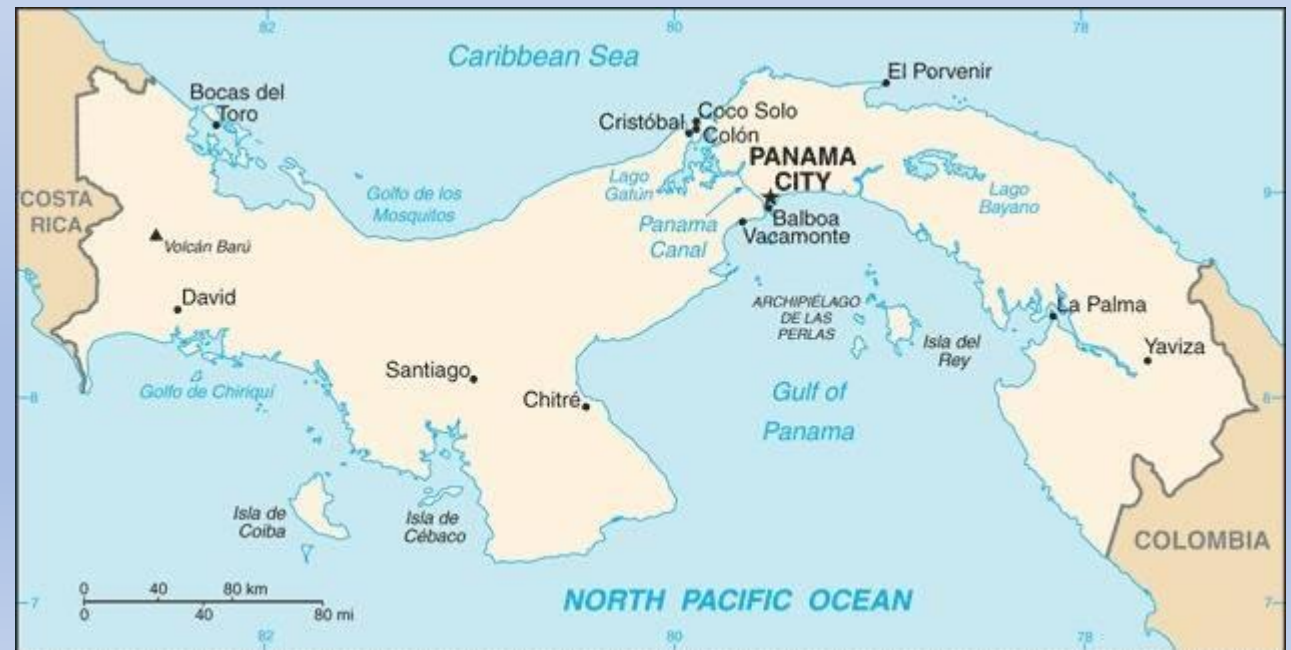 82
80
78
Caribbean Sea
El Porvenir
Bocas del
Toro
Coco Solo
Cristóbal
Colón
PANAMA
CITY
Lago
Gatún
Golfo de los
Mosquitos
Lago
Bayano
9
COSTA
RICA
Panama
Canal
Balboa
Vacamonte
Volcán Barú
David
ARCHIPIÉLAGO
DE LAS
PERLAS
La Palma
Isla del
Rey
Yaviza
Santiago
Golfo de Chiriquí
Chitré
8
8
Gulf of
Panama
Isla de
Coiba
Isla de
Cébaco
COLOMBIA
0 40 80 km
0 40 80 mi
NORTH PACIFIC OCEAN
7
7
82
80
78